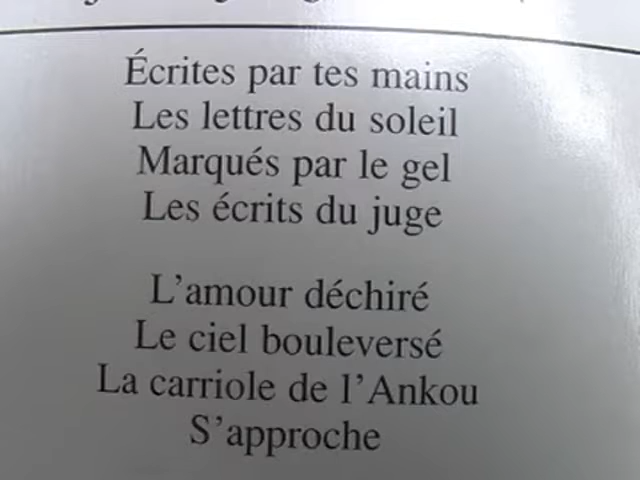 Écrites par tes mains
Les lettres du soleil
Marqués par le gel
Les écrits du juge
L'amour déchiré
Le ciel bouleversé
La carriole de l'Ankou
S'approche